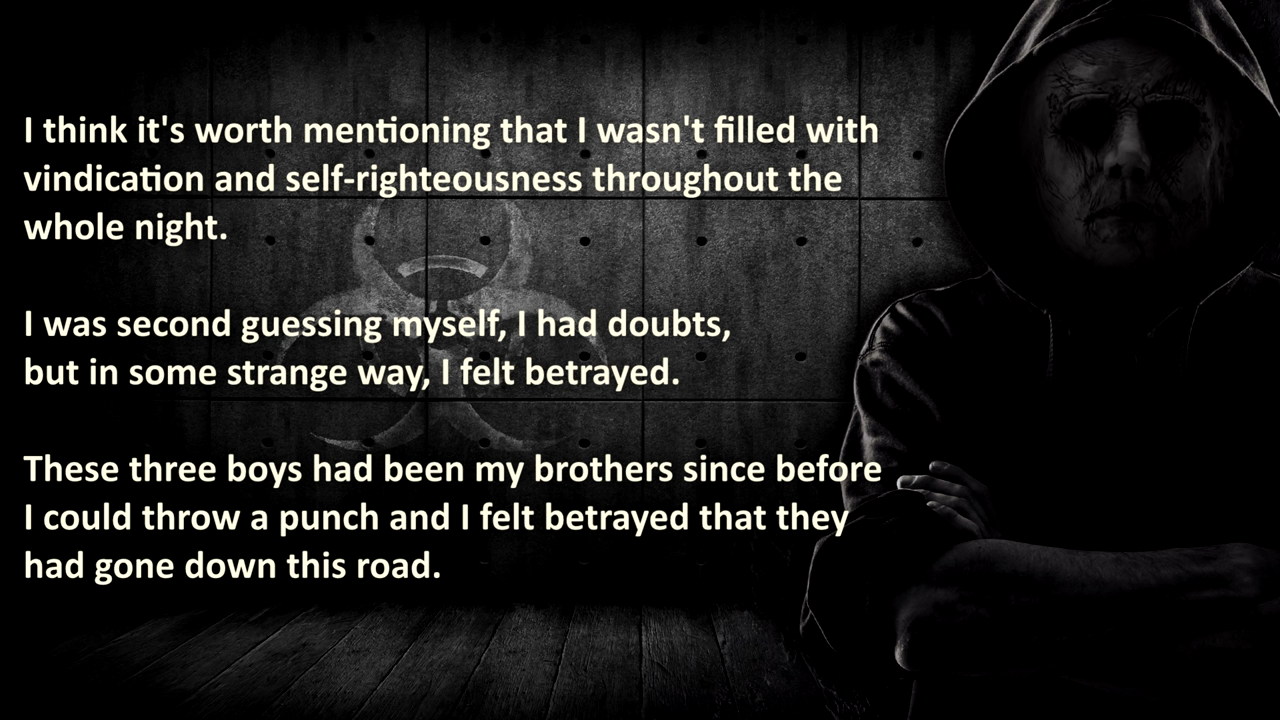 I think it's worth mentioning that I wasn't filled with
vindication and self-righteousness throughout the
whole night.
I was second guessing myself, I had doubts,
but in some strange way, I felt betrayed.
These three boys had been my brothers since before
I could throw a punch and I felt betrayed that they
had gone down this road.